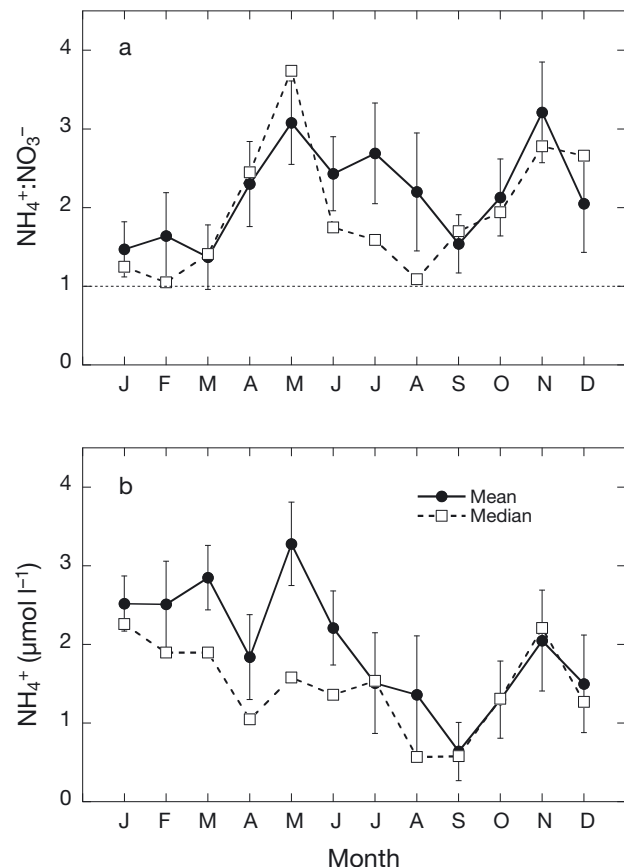 a
4
3
2
1
0
NH₄⁺:NO₃⁻
J F M A M J J A S O N D
b
Mean
Median
4
3
2
1
0
NH₄⁺ (µmol l⁻¹)
J F M A M J J A S O N D
Month